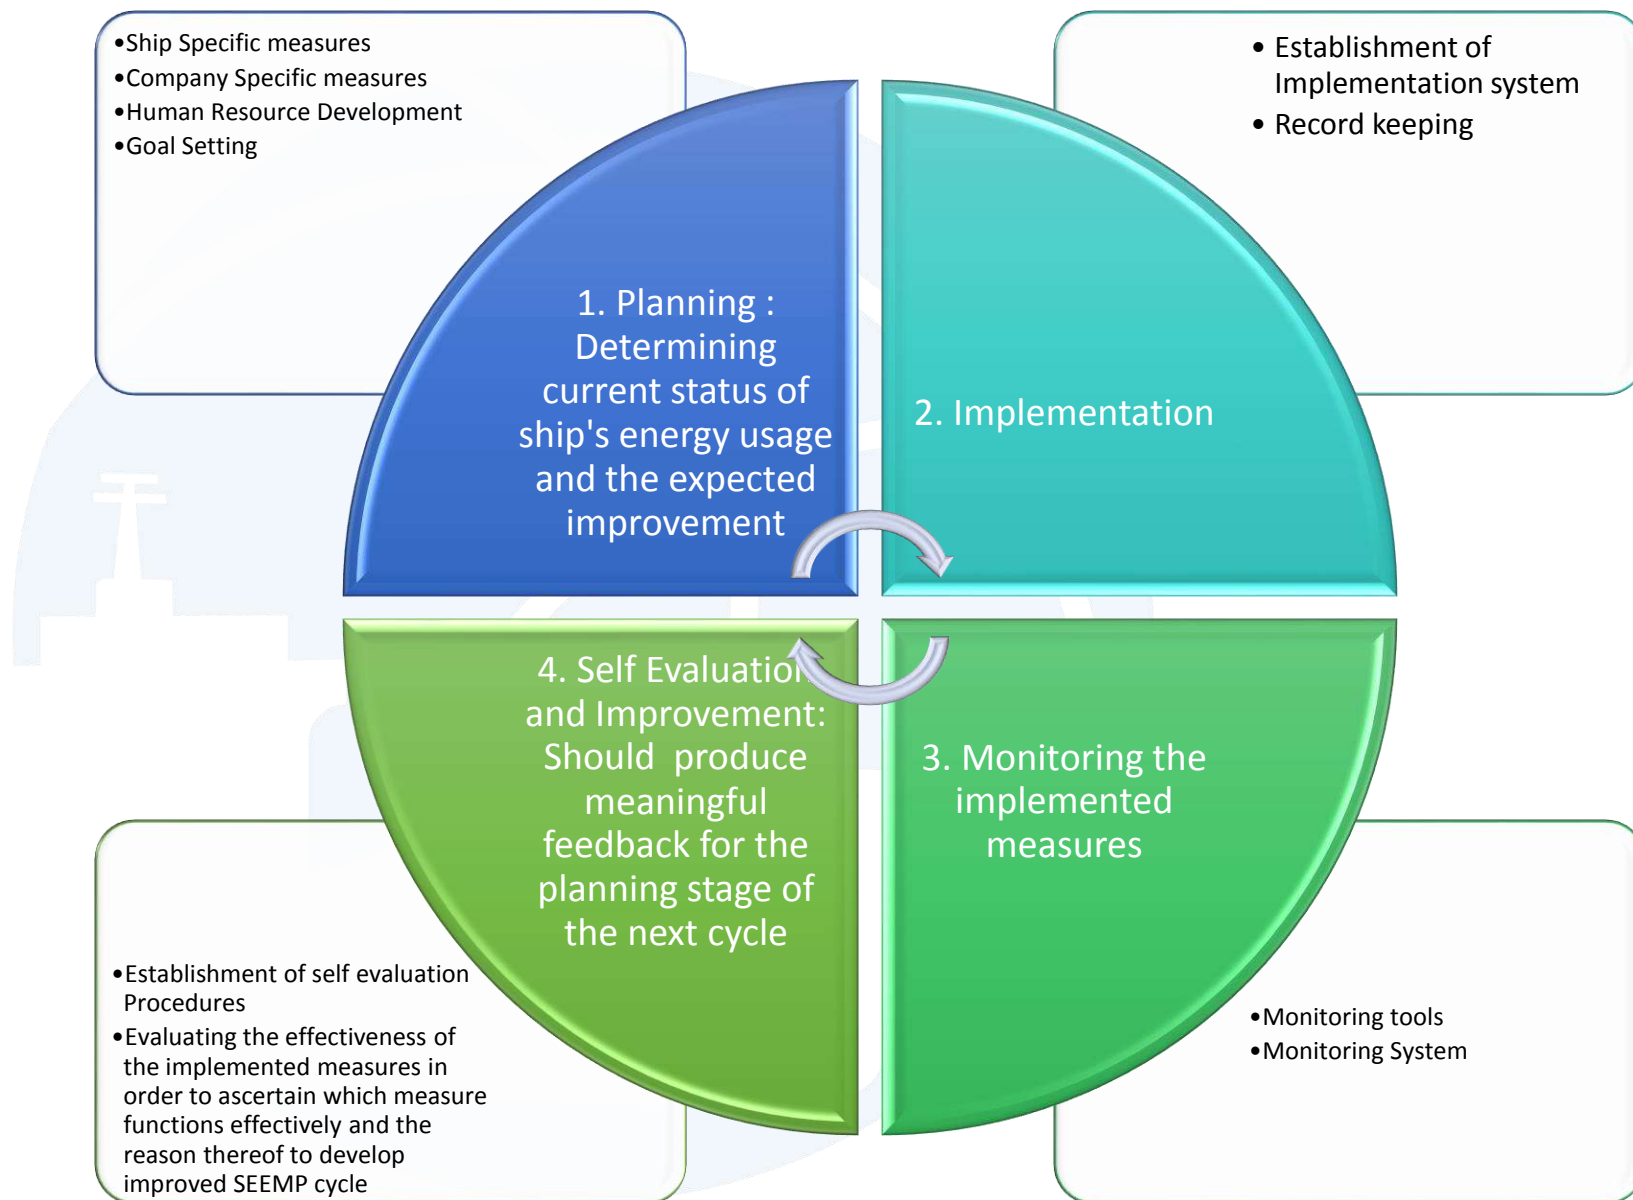 •Ship Specific measures
•Company Specific measures
•Human Resource Development
•Goal Setting
• Establishment of
Implementation system
• Record keeping
1. Planning :
Determining
current status of
ship's energy usage
and the expected
improvement
2. Implementation
3. Monitoring the
implemented
measures
4. Self Evaluation
and Improvement:
Should produce
meaningful
feedback for the
planning stage of
the next cycle
•Establishment of self evaluation
Procedures
•Evaluating the effectiveness of
the implemented measures in
order to ascertain which measure
functions effectively and the
reason thereof to develop
improved SEEMP cycle
•Monitoring tools
•Monitoring System